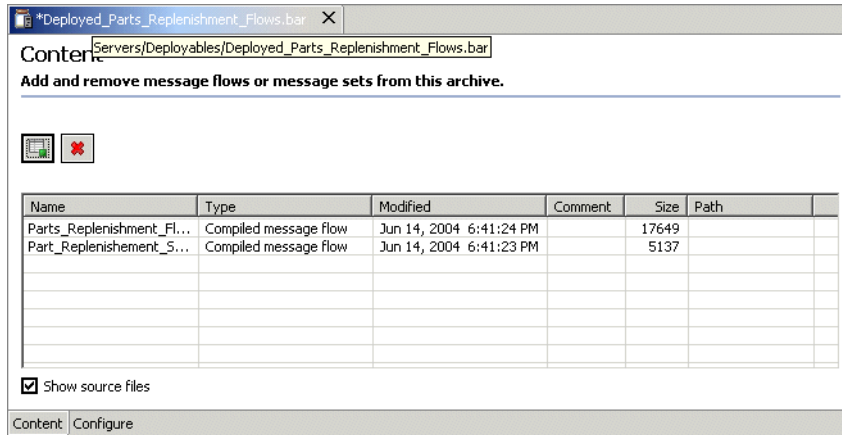 *Deployed_Parts_Replenishment_Flows.bar X
Servers/Deployables/Deployed_Parts_Replenishment_Flows.bar
Content
Add and remove message flows or message sets from this archive.
Name Type Modified Comment Size Path
Parts_Replenishment_Fl... Compiled message flow Jun 14, 2004 6:41:24 PM 17649
Part_Replenishement_S... Compiled message flow Jun 14, 2004 6:41:23 PM 5137
Show source files
Content Configure